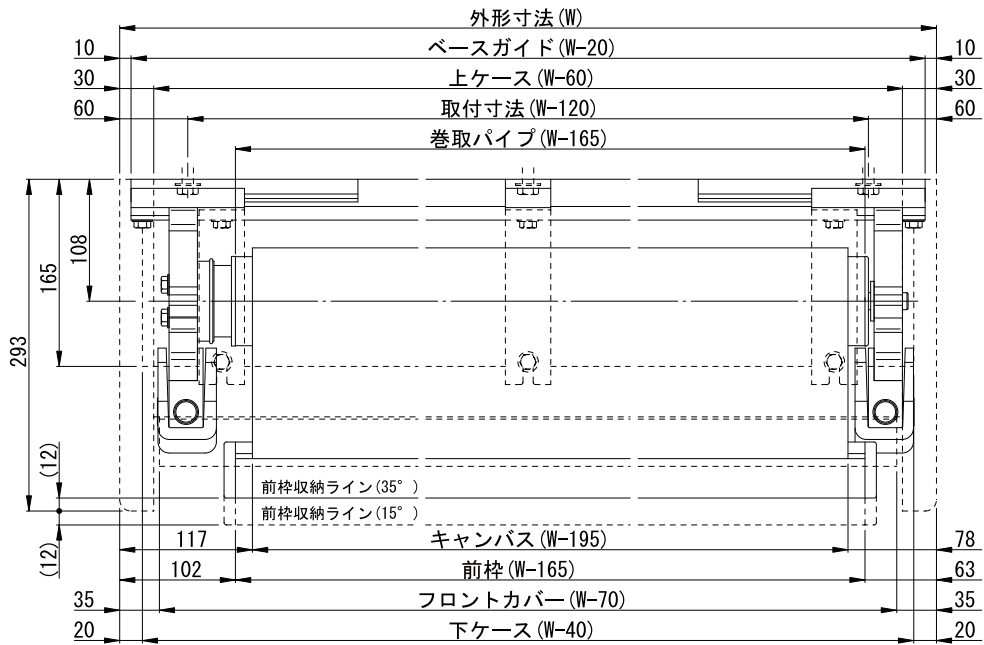 外形寸法(W)
10 ベースガイド(W-20) 10
30 上ケース(W-60) 30
60 取付寸法(W-120) 60
巻取パイプ(W-165)
108
165
293
(12)
前枠収納ライン(35°)
前枠収納ライン(15°)
(12)
117 キャンバス(W-195) 78
102 前枠(W-165) 63
35 フロントカバー(W-70) 35
20 下ケース(W-40) 20